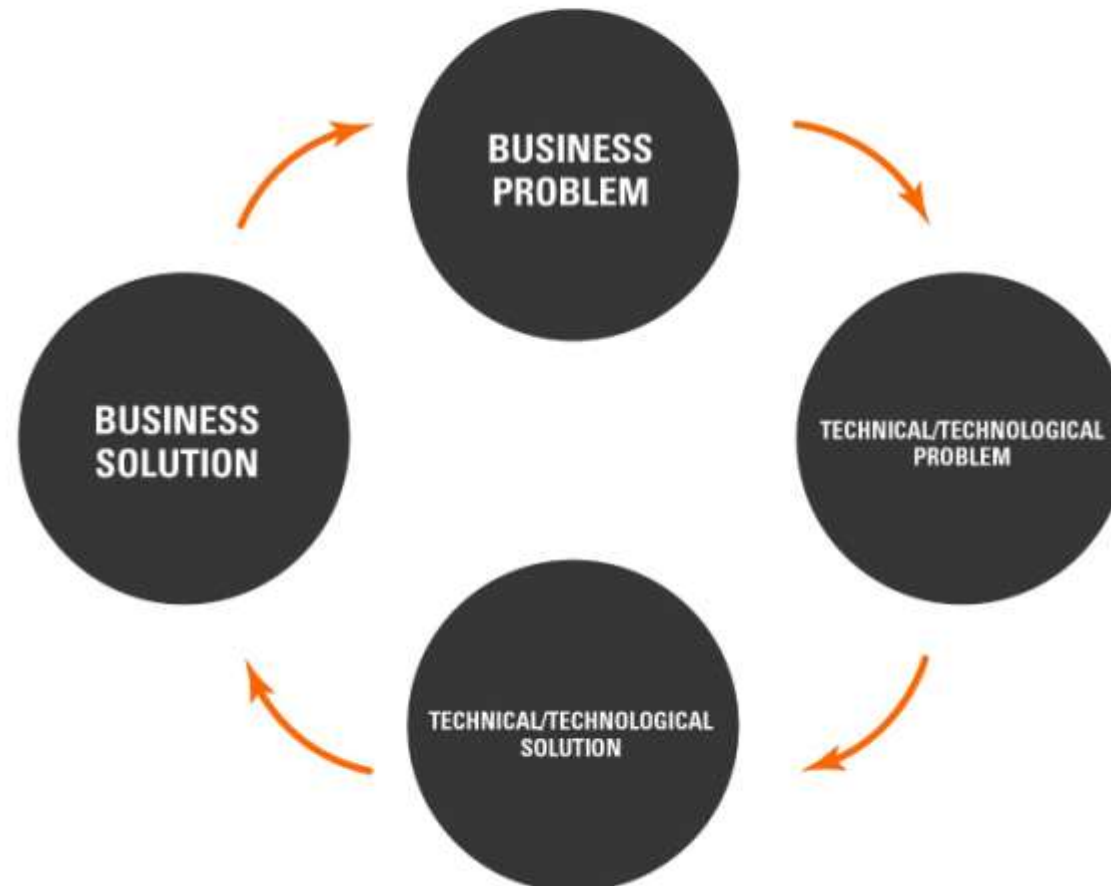 BUSINESS
PROBLEM
TECHNICAL/TECHNOLOGICAL
PROBLEM
TECHNICAL/TECHNOLOGICAL
SOLUTION
BUSINESS
SOLUTION